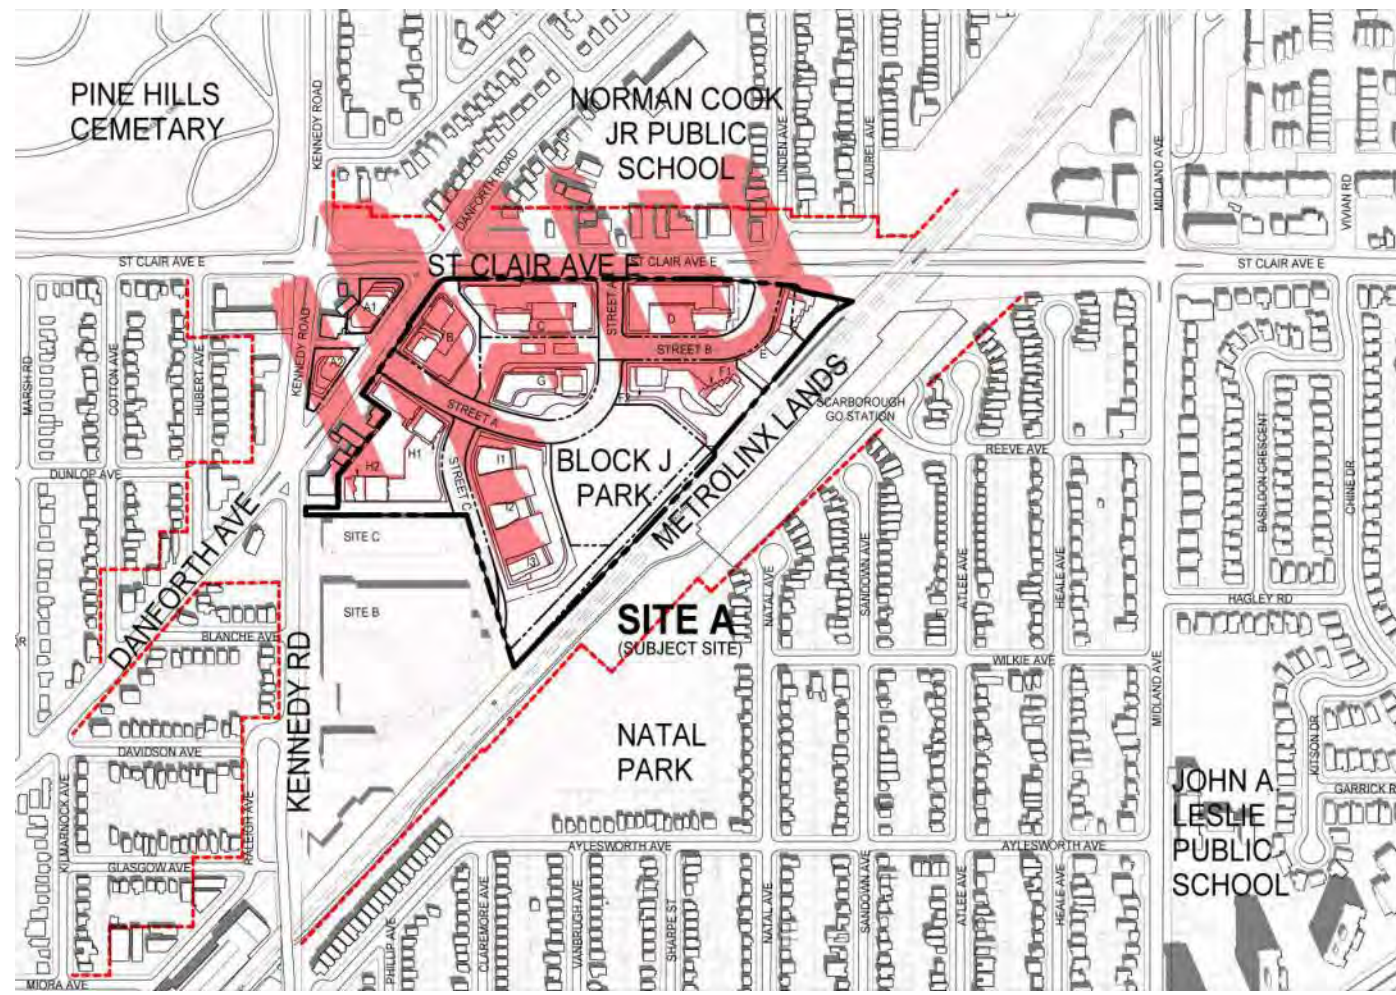 PINE HILLS
CEMETARY
KENNEDY ROAD
NORMAN COOK
JR PUBLIC
SCHOOL
DANFORTH ROAD
LINDEN AVE
LAUREL AVE
MIDLAND AVE
VIVIAN RD
ST CLAIR AVE E
ST CLAIR AVE E
ST CLAIR AVE E
ST CLAIR AVE E
MARSH RD
COTTON AVE
HUBERT AVE
KENNEDY ROAD
A1
A2
B
C
STREET A
D
STREET B
E
F1
F2
G
STREET A
H1
H2
STREET C
I1
I2
I3
BLOCK J
PARK
METROLINX LANDS
SCARBOROUGH
GO STATION
REEVE AVE
BASILDON CRESCENT
CHINE DR
DUNLOP AVE
DANFORTH AVE
SITE C
SITE B
SITE A
(SUBJECT SITE)
NATAL AVE
SANDOWN AVE
ATLEE AVE
HEALE AVE
HAGLEY RD
BLANCHE AVE
KENNEDY RD
WILKIE AVE
MIDLAND AVE
KITSON DR
GARRICK R
NATAL
PARK
JOHN A.
LESLIE
PUBLIC
SCHOOL
DAVIDSON AVE
KILMARNOCK AVE
RALEIGH AVE
GLASGOW AVE
AYLESWORTH AVE
AYLESWORTH AVE
PHILLIP AVE
CLAREMORE AVE
VANBRUGH AVE
SHARPE ST
NATAL AVE
SANDOWN AVE
ATLEE AVE
HEALE AVE
MIDLAND AVE
MIORA AVE